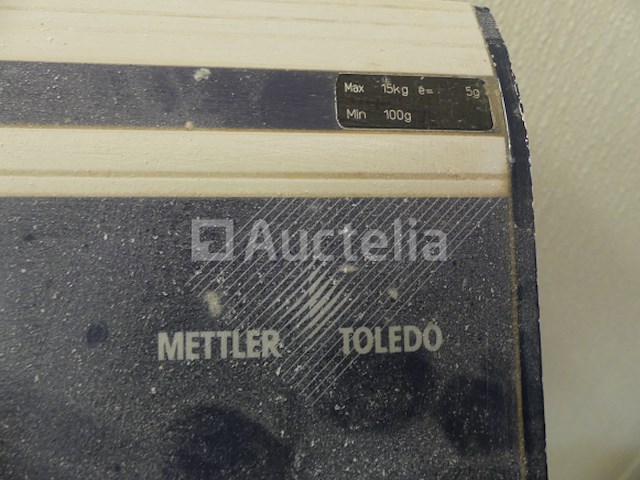 Max 15kg e= 5g
Min 100g
Auctelia
METTLER TOLEDO